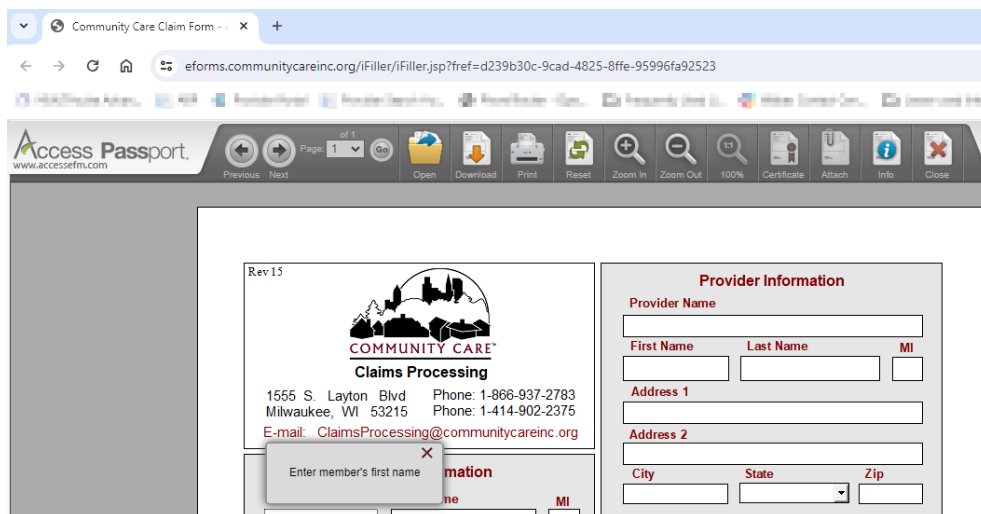 Community Care Claim Form - A
eforms.communitycareinc.org/iFiller/iFiller.jsp?fref=d239b30c-9cad-4825-8ffe-95996fa92523
Access Passport.
www.accessefm.com
Previous Next
Page: 1 of 1 Go
Open Download Print Reset Zoom In Zoom Out 1:1 100% Certificate Attach Info Close
Rev15
COMMUNITY CARE™
Claims Processing
1555 S. Layton Blvd Phone: 1-866-937-2783
Milwaukee, WI 53215 Phone: 1-414-902-2375
E-mail: ClaimsProcessing@communitycareinc.org
Enter member's first name
mation
me
MI
Provider Information
Provider Name
First Name Last Name MI
Address 1
Address 2
City State Zip